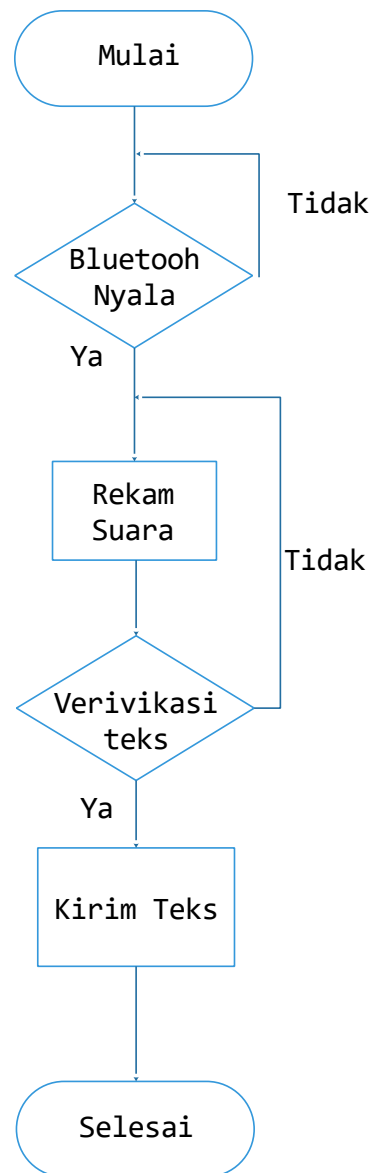 Mulai
Tidak
Bluetooh
Nyala
Ya
Rekam
Suara
Tidak
Verivikasi
teks
Ya
Kirim Teks
Selesai